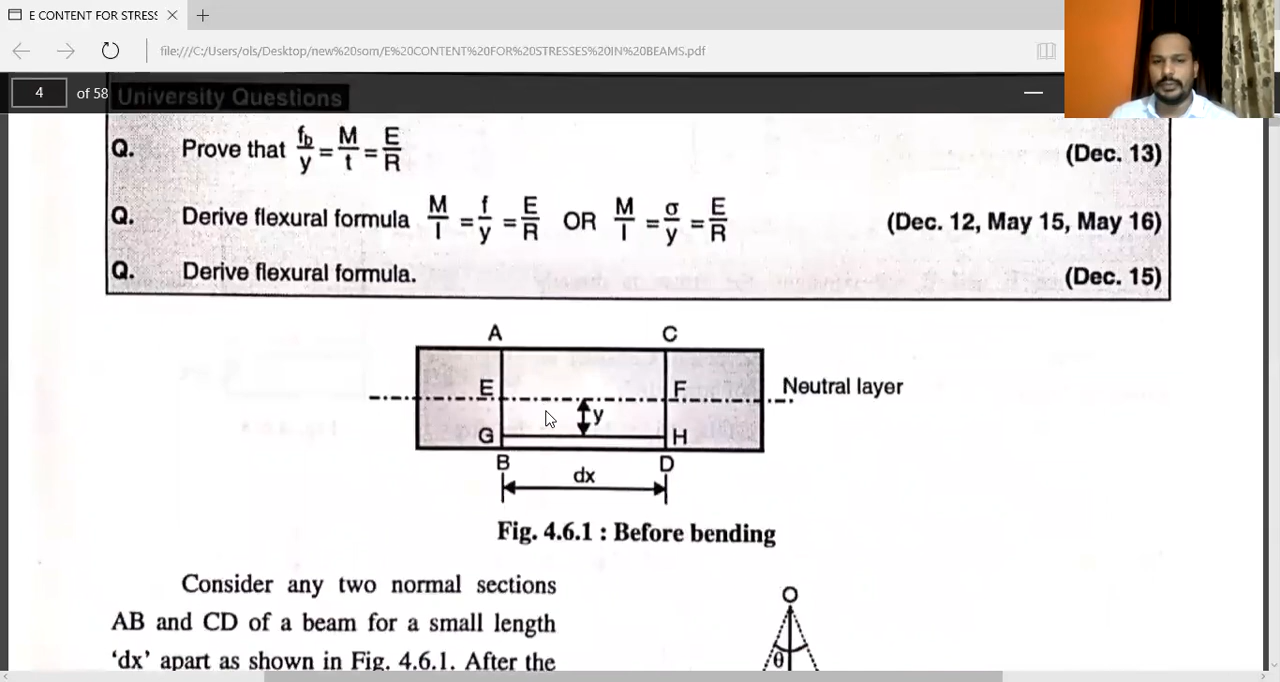 E CONTENT FOR STRESS
file:///C:/Users/ols/Desktop/new%20som/E%20CONTENT%20FOR%20STRESSES%20IN%20BEAMS.pdf
4 of 58
University Questions
Q. Prove that f_b/y = M/t = E/R (Dec. 13)
Q. Derive flexural formula M/I = f/y = E/R OR M/I = σ/y = E/R (Dec. 12, May 15, May 16)
Q. Derive flexural formula. (Dec. 15)
A C
E F Neutral layer
y
G H
B D
dx
Fig. 4.6.1 : Before bending
Consider any two normal sections
AB and CD of a beam for a small length
'dx' apart as shown in Fig. 4.6.1. After the
O
θ